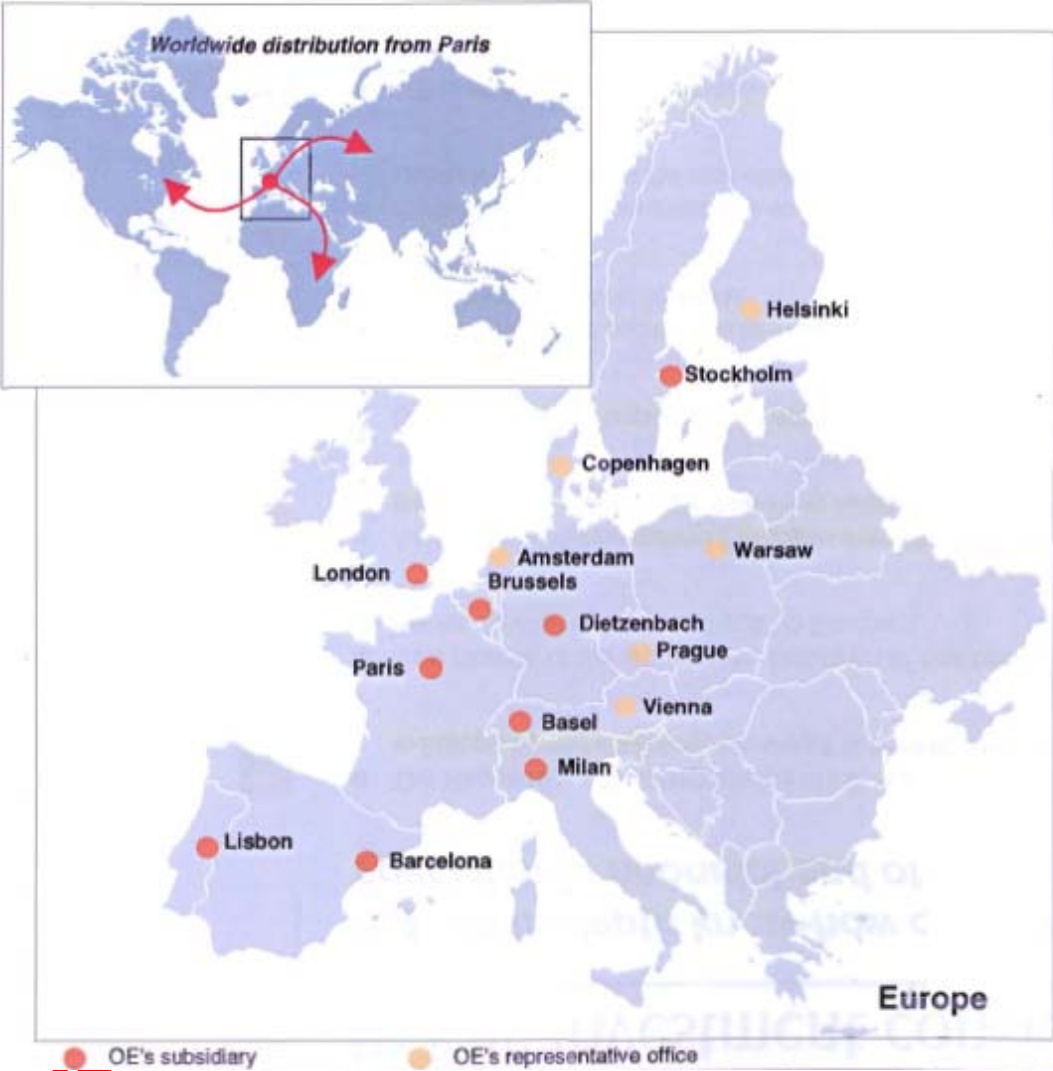 Worldwide distribution from Paris
Helsinki
Stockholm
Copenhagen
Amsterdam
Warsaw
London
Brussels
Dietzenbach
Prague
Paris
Vienna
Basel
Milan
Lisbon
Barcelona
Europe
OE's subsidiary
OE's representative office